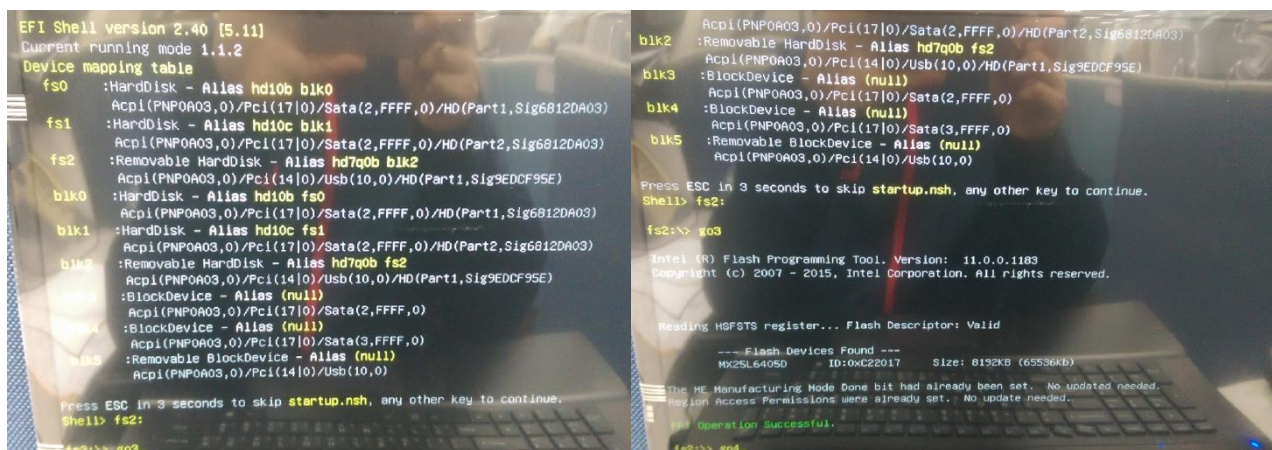 EFI Shell version 2.40 [5.11]
Current running mode 1.1.2
Device mapping table
fs0 :HardDisk - Alias hd10b blk0
Acpi(PNP0A03,0)/Pci(17|0)/Sata(2,FFFF,0)/HD(Part1,Sig6812DA03)
fs1 :HardDisk - Alias hd10c blk1
Acpi(PNP0A03,0)/Pci(17|0)/Sata(2,FFFF,0)/HD(Part2,Sig6812DA03)
fs2 :Removable HardDisk - Alias hd7q0b blk2
Acpi(PNP0A03,0)/Pci(14|0)/Usb(10,0)/HD(Part1,Sig9EDCF95E)
blk0 :HardDisk - Alias hd10b fs0
Acpi(PNP0A03,0)/Pci(17|0)/Sata(2,FFFF,0)/HD(Part1,Sig6812DA03)
blk1 :HardDisk - Alias hd10c fs1
Acpi(PNP0A03,0)/Pci(17|0)/Sata(2,FFFF,0)/HD(Part2,Sig6812DA03)
blk2 :Removable HardDisk - Alias hd7q0b fs2
Acpi(PNP0A03,0)/Pci(14|0)/Usb(10,0)/HD(Part1,Sig9EDCF95E)
:BlockDevice - Alias (null)
Acpi(PNP0A03,0)/Pci(17|0)/Sata(2,FFFF,0)
:BlockDevice - Alias (null)
Acpi(PNP0A03,0)/Pci(17|0)/Sata(3,FFFF,0)
blk5 :Removable BlockDevice - Alias (null)
Acpi(PNP0A03,0)/Pci(14|0)/Usb(10,0)
Press ESC in 3 seconds to skip startup.nsh, any other key to continue.
Shell> fs2:
fs2:\> go3
Acpi(PNP0A03,0)/Pci(17|0)/Sata(2,FFFF,0)/HD(Part2,Sig6812DA03)
blk2 :Removable HardDisk - Alias hd7q0b fs2
Acpi(PNP0A03,0)/Pci(14|0)/Usb(10,0)/HD(Part1,Sig9EDCF95E)
blk3 :BlockDevice - Alias (null)
Acpi(PNP0A03,0)/Pci(17|0)/Sata(2,FFFF,0)
blk4 :BlockDevice - Alias (null)
Acpi(PNP0A03,0)/Pci(17|0)/Sata(3,FFFF,0)
blk5 :Removable BlockDevice - Alias (null)
Acpi(PNP0A03,0)/Pci(14|0)/Usb(10,0)
Press ESC in 3 seconds to skip startup.nsh, any other key to continue.
Shell> fs2:
fs2:\> go3
Intel (R) Flash Programming Tool. Version: 11.0.0.1183
Copyright (c) 2007 - 2015, Intel Corporation. All rights reserved.
Reading HSFSTS register... Flash Descriptor: Valid
--- Flash Devices Found ---
MX25L6405D ID:0xC22017 Size: 8192KB (65536Kb)
The ME Manufacturing Mode Done bit had already been set. No updated needed.
Region Access Permissions were already set. No update needed.
FPT Operation Successful.
fs2:\> go4